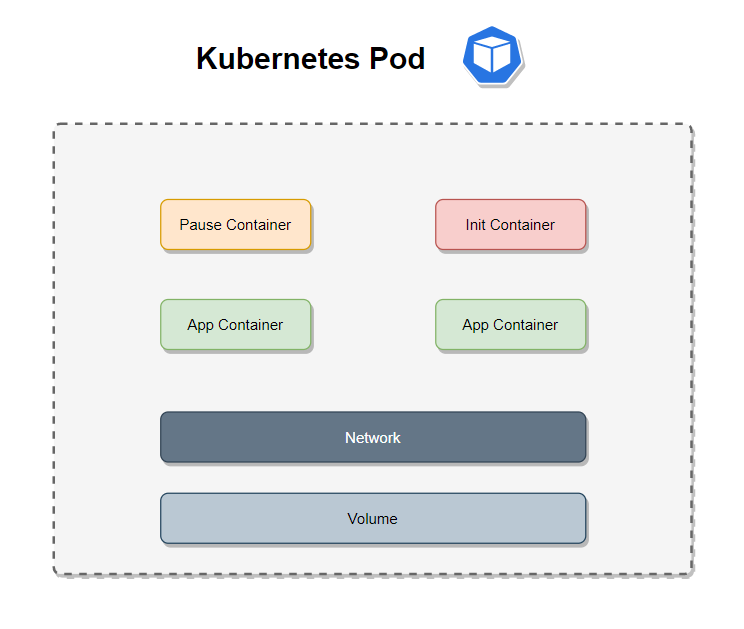 Kubernetes Pod
Pause Container
Init Container
App Container
App Container
Network
Volume